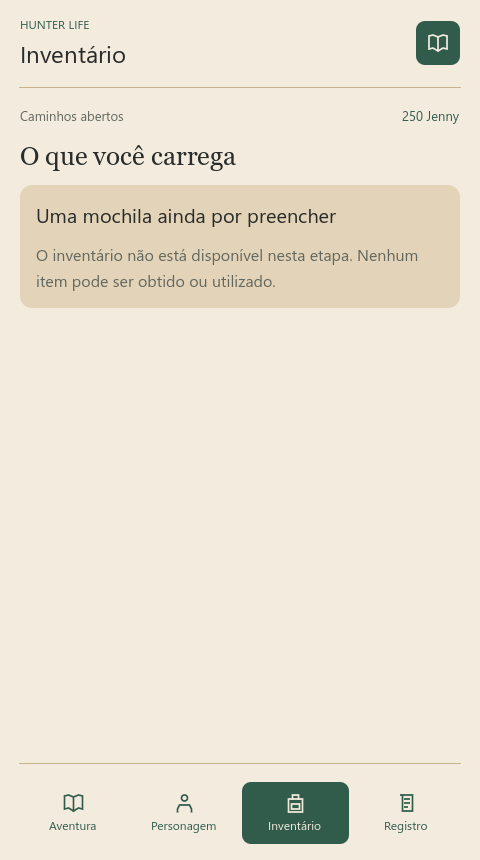 HUNTER LIFE
Inventário
Caminhos abertos
250 Jenny
O que você carrega
Uma mochila ainda por preencher
O inventário não está disponível nesta etapa. Nenhum
item pode ser obtido ou utilizado.
Aventura
Personagem
Inventário
Registro